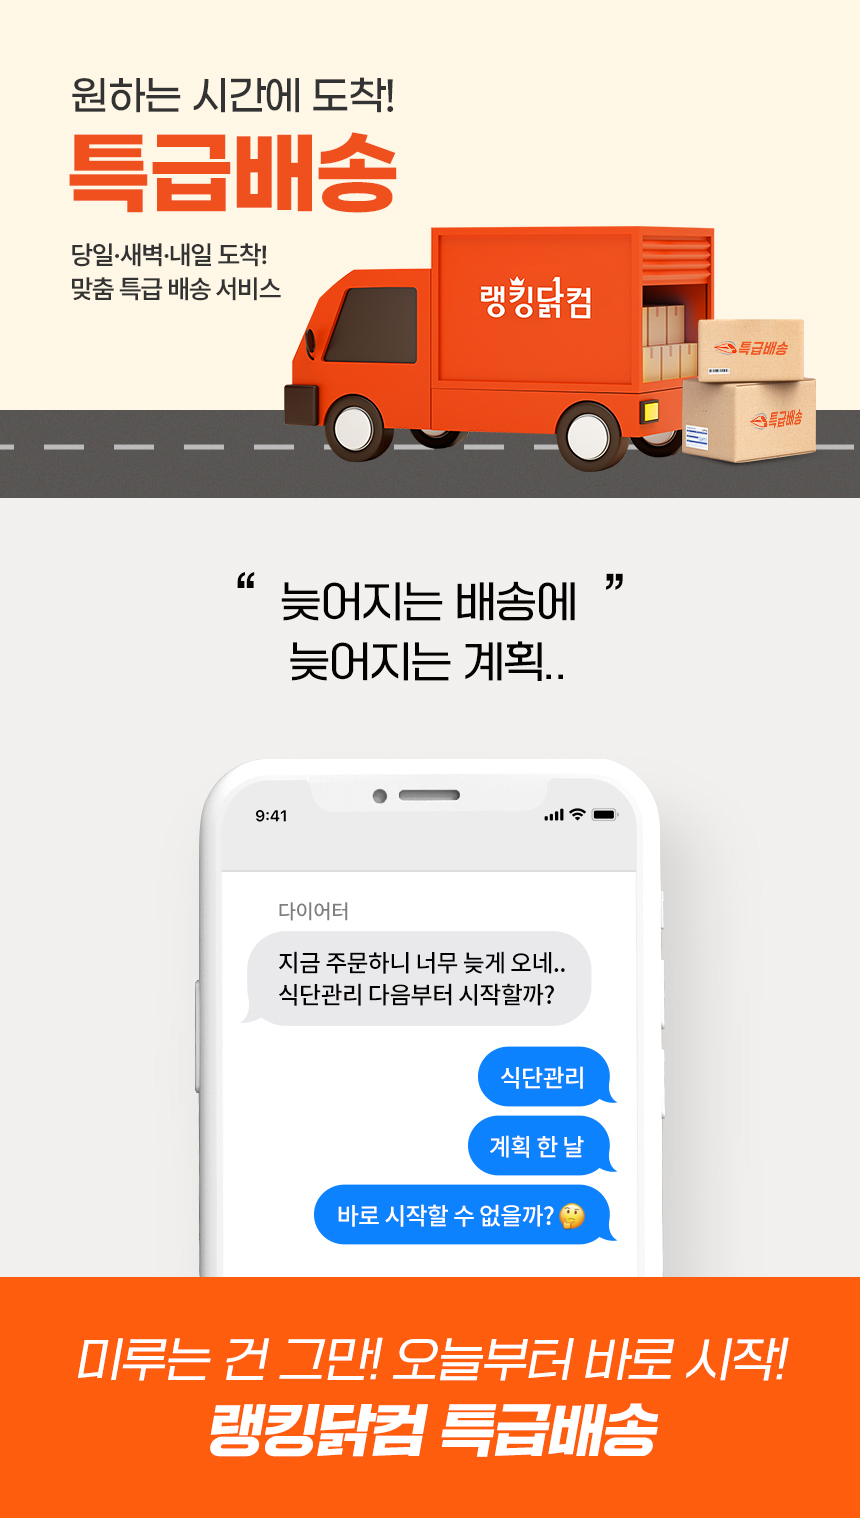 원하는 시간에 도착!
특급배송
당일·새벽·내일 도착!
맞춤 특급 배송 서비스
랭킹닭컴
특급배송
특급배송
“ 늦어지는 배송에 ”
늦어지는 계획..
9:41
다이어터
지금 주문하니 너무 늦게 오네..
식단관리 다음부터 시작할까?
식단관리
계획 한 날
바로 시작할 수 없을까?🤔
미루는 건 그만! 오늘부터 바로 시작!
랭킹닭컴 특급배송